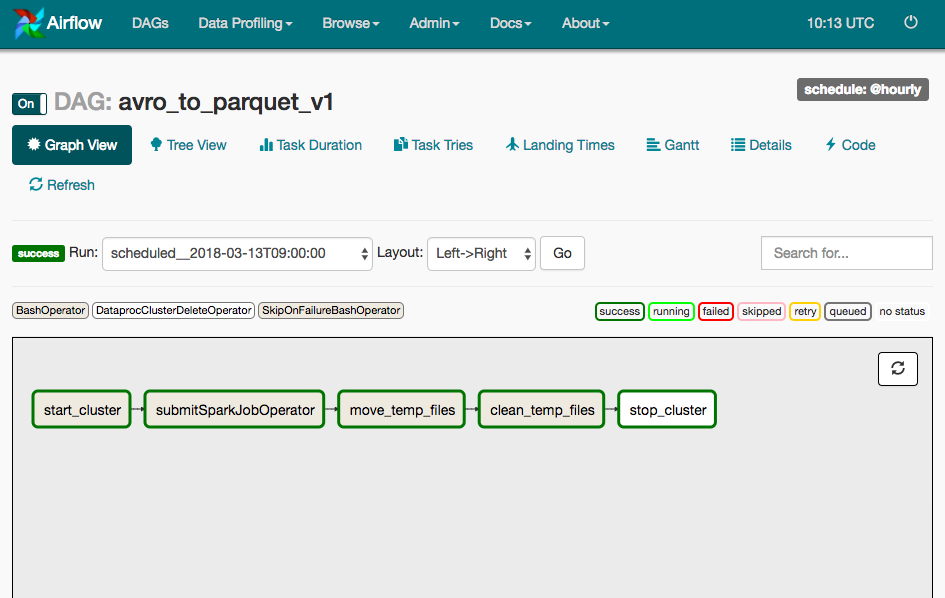 Airflow DAGs Data Profiling Browse Admin Docs About 10:13 UTC
schedule: @hourly
On DAG: avro_to_parquet_v1
Graph View Tree View Task Duration Task Tries Landing Times Gantt Details Code
Refresh
success Run: scheduled__2018-03-13T09:00:00 Layout: Left->Right Go Search for...
BashOperator DataprocClusterDeleteOperator SkipOnFailureBashOperator success running failed skipped retry queued no status
start_cluster submitSparkJobOperator move_temp_files clean_temp_files stop_cluster